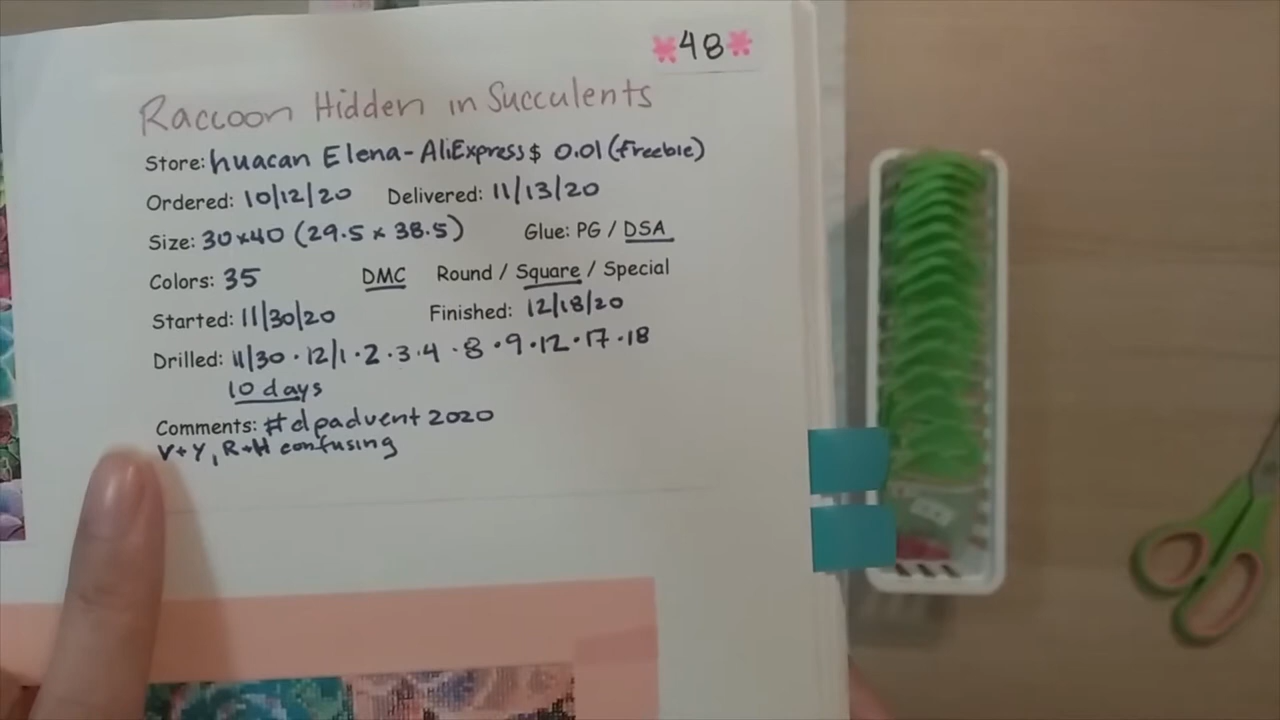 48
Raccoon Hidden in Succulents
Store: huacan Elena - AliExpress $ 0.01 (freebie)
Ordered: 10/12/20 Delivered: 11/13/20
Size: 30x40 (29.5 x 38.5) Glue: PG / DSA
Colors: 35 DMC Round / Square / Special
Started: 11/30/20 Finished: 12/18/20
Drilled: 11/30 · 12/1 · 2 · 3 · 4 · 8 · 9 · 12 · 17 · 18
10 days
Comments: #dpadvent2020
V+Y, R+H confusing